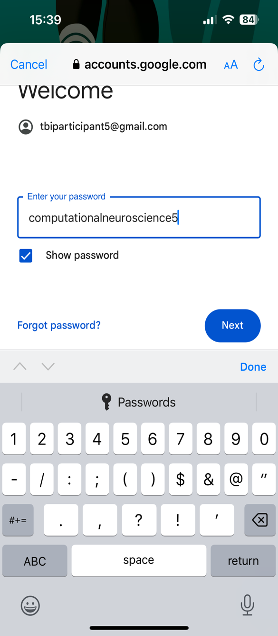 15:39
84
Cancel
accounts.google.com
AA
Welcome
tbiparticipant5@gmail.com
Enter your password
computationalneuroscience5
Show password
Forgot password?
Next
Done
Passwords
1 2 3 4 5 6 7 8 9 0
- / : ; ( ) $ & @ "
#+= . , ? ! ' 
ABC space return